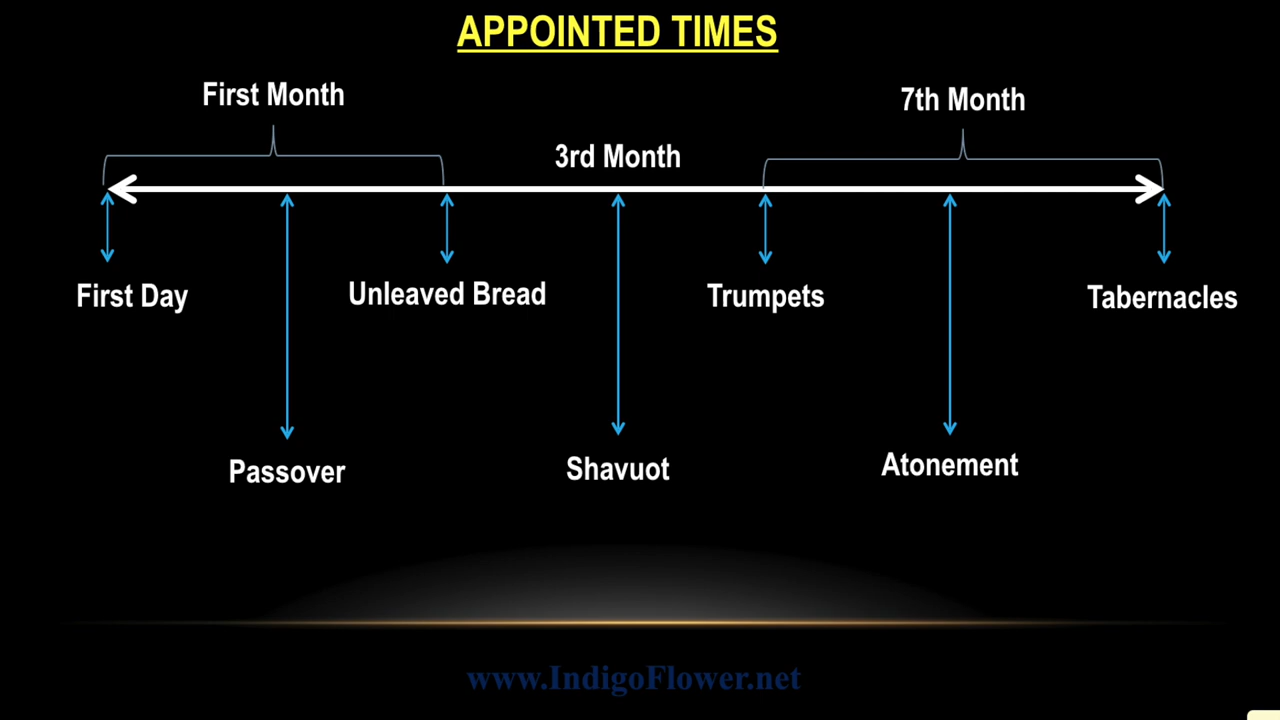 APPOINTED TIMES
First Month
7th Month
3rd Month
First Day
Unleaved Bread
Trumpets
Tabernacles
Passover
Shavuot
Atonement
www.IndigoFlower.net